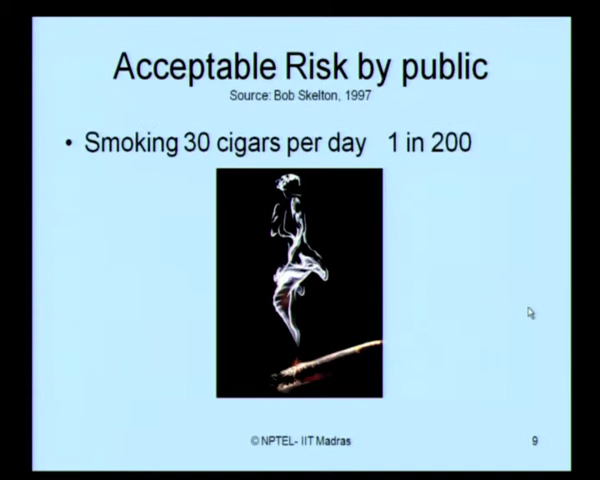 Acceptable Risk by public
Source: Bob Skelton, 1997
• Smoking 30 cigars per day 1 in 200
© NPTEL- IIT Madras
9